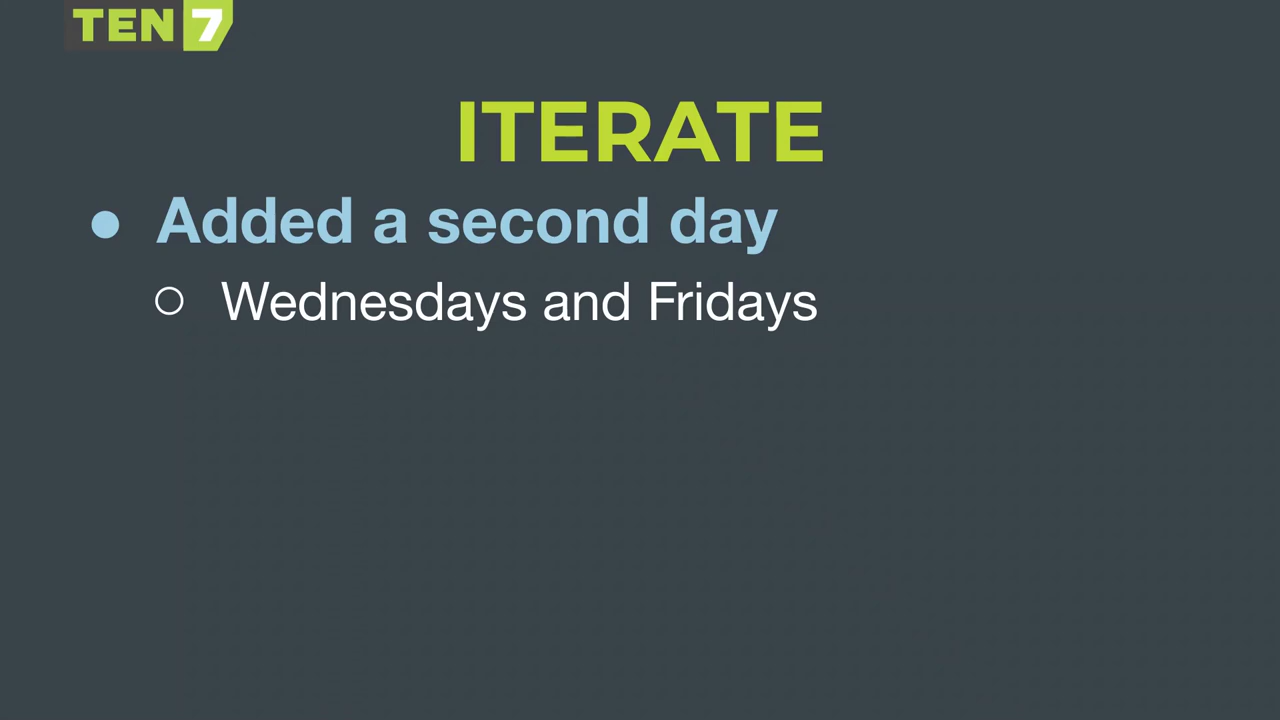 TEN 7
ITERATE
● Added a second day
○ Wednesdays and Fridays